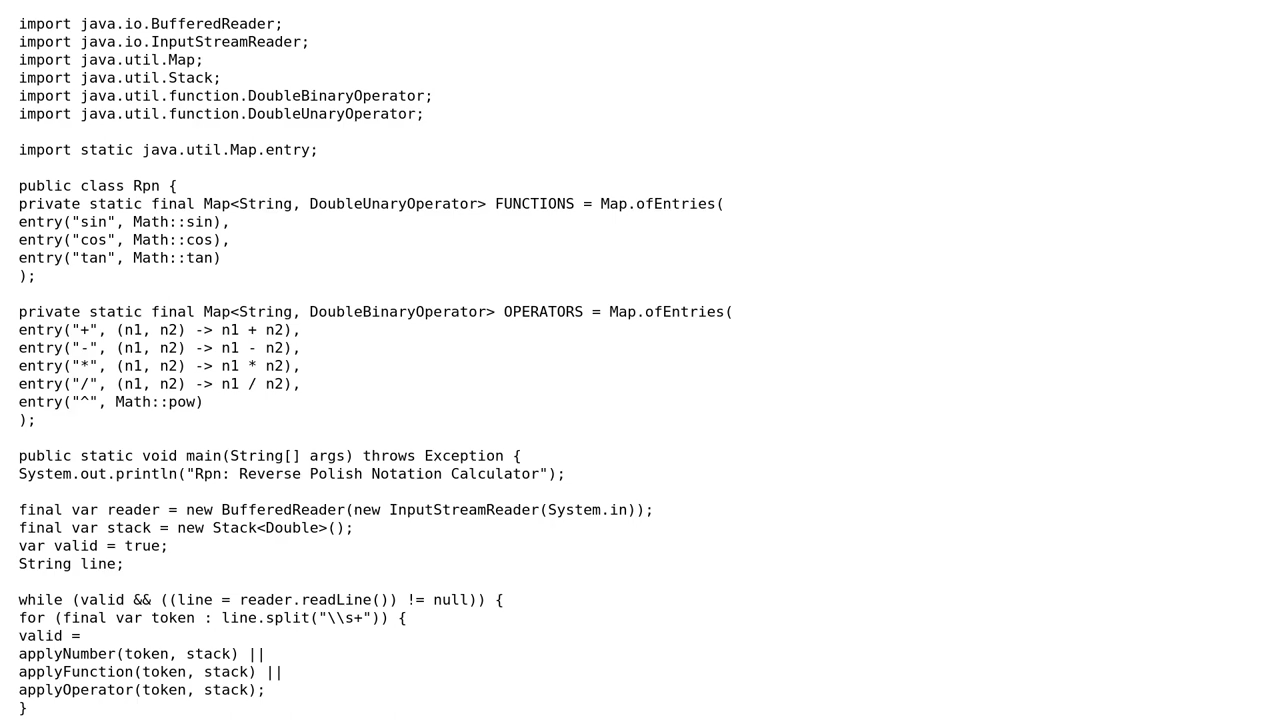 import java.io.BufferedReader;
import java.io.InputStreamReader;
import java.util.Map;
import java.util.Stack;
import java.util.function.DoubleBinaryOperator;
import java.util.function.DoubleUnaryOperator;

import static java.util.Map.entry;

public class Rpn {
private static final Map<String, DoubleUnaryOperator> FUNCTIONS = Map.ofEntries(
entry("sin", Math::sin),
entry("cos", Math::cos),
entry("tan", Math::tan)
);

private static final Map<String, DoubleBinaryOperator> OPERATORS = Map.ofEntries(
entry("+", (n1, n2) -> n1 + n2),
entry("-", (n1, n2) -> n1 - n2),
entry("*", (n1, n2) -> n1 * n2),
entry("/", (n1, n2) -> n1 / n2),
entry("^", Math::pow)
);

public static void main(String[] args) throws Exception {
System.out.println("Rpn: Reverse Polish Notation Calculator");

final var reader = new BufferedReader(new InputStreamReader(System.in));
final var stack = new Stack<Double>();
var valid = true;
String line;

while (valid && ((line = reader.readLine()) != null)) {
for (final var token : line.split("\\s+")) {
valid =
applyNumber(token, stack) ||
applyFunction(token, stack) ||
applyOperator(token, stack);
}